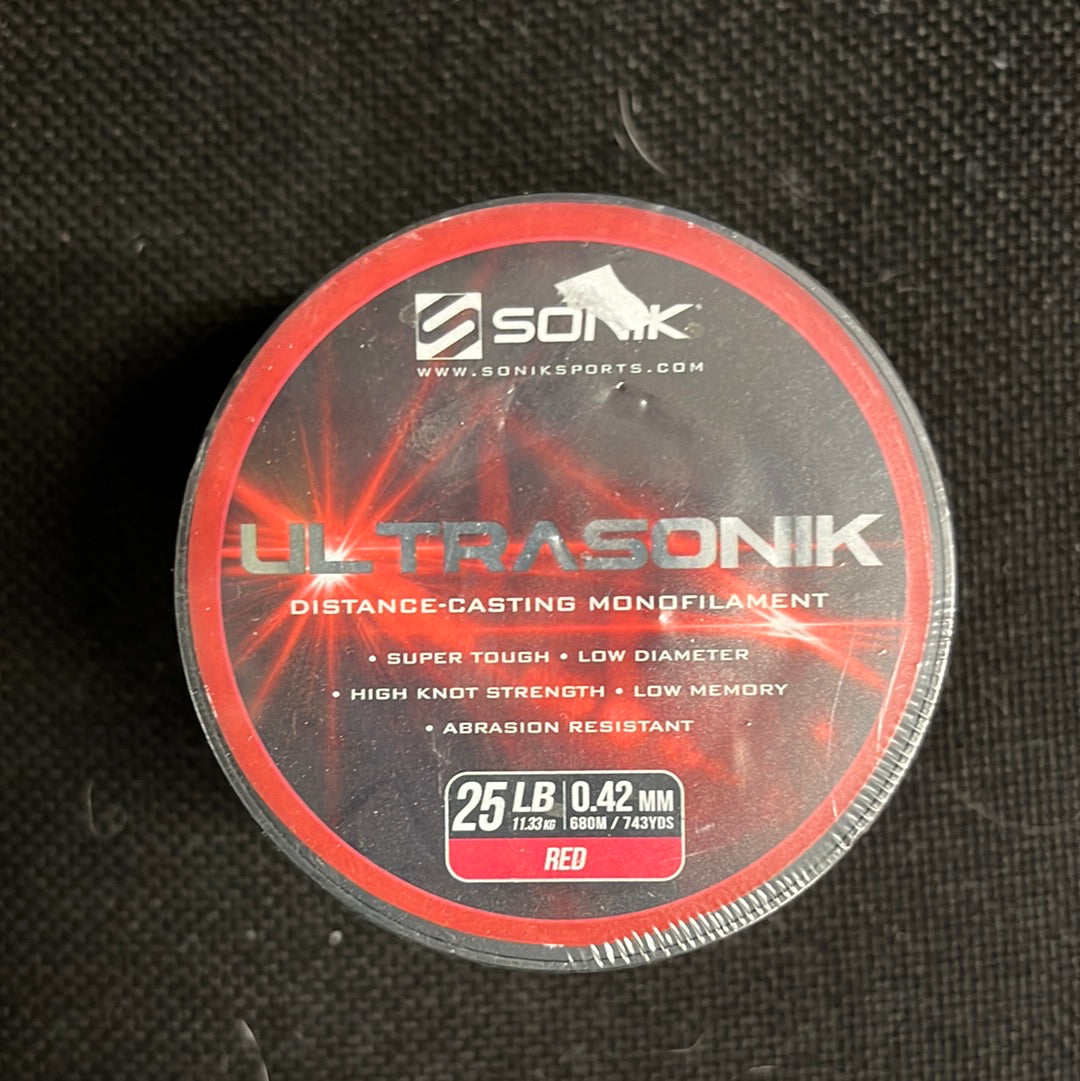 SONIK
WWW.SONIKSPORTS.COM
ULTRASONIK
DISTANCE-CASTING MONOFILAMENT
• SUPER TOUGH • LOW DIAMETER
• HIGH KNOT STRENGTH • LOW MEMORY
• ABRASION RESISTANT
25 LB 0.42 MM
11.33 KG 680M / 743YDS
RED